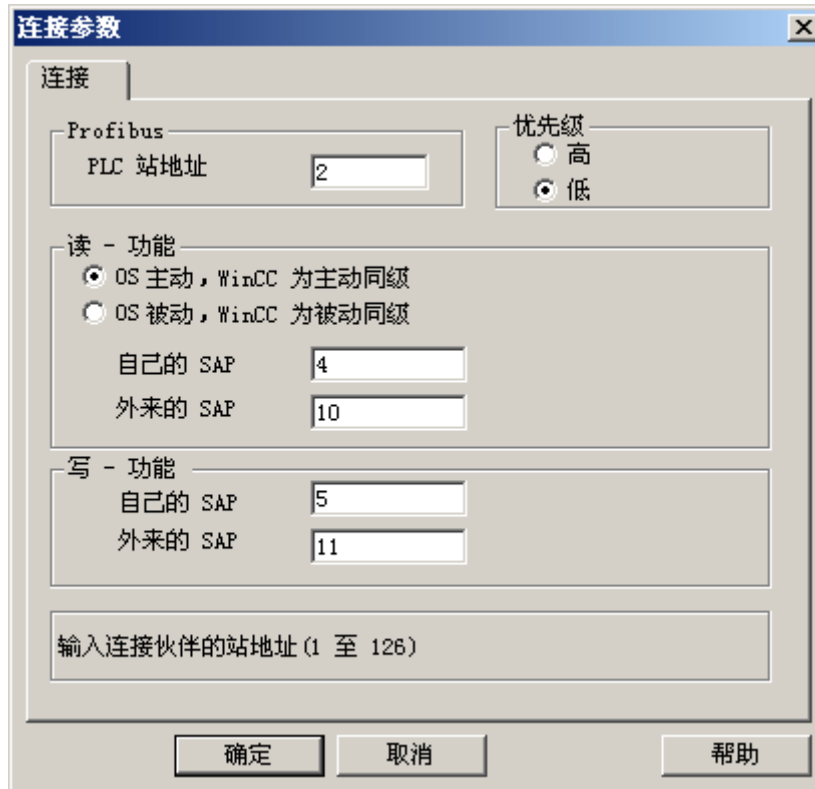 连接参数
连接
Profibus
PLC 站地址 2
优先级
高
低
读 - 功能
OS 主动，WinCC 为主动同级
OS 被动，WinCC 为被动同级
自己的 SAP 4
外来的 SAP 10
写 - 功能
自己的 SAP 5
外来的 SAP 11
输入连接伙伴的站地址(1 至 126)
确定 取消 帮助